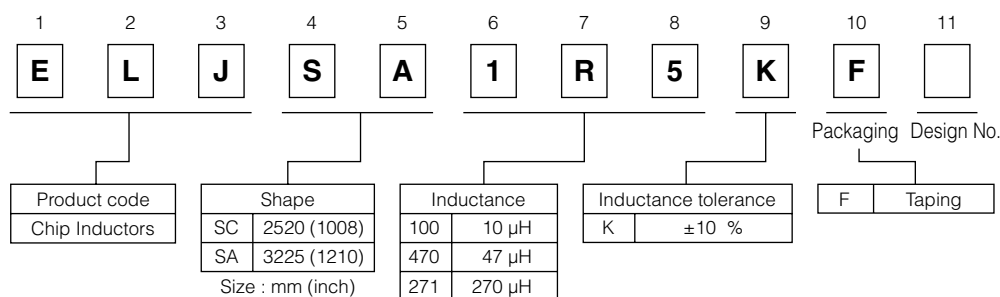 1 2 3 4 5 6 7 8 9 10 11
E L J S A 1 R 5 K F
Packaging Design No.
Product code
Chip Inductors
Shape
SC 2520 (1008)
SA 3225 (1210)
Size : mm (inch)
Inductance
100 10 µH
470 47 µH
271 270 µH
Inductance tolerance
K ±10 %
F Taping